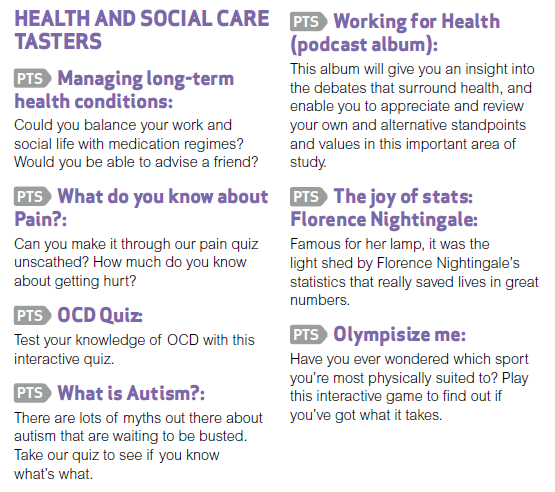 HEALTH AND SOCIAL CARE
TASTERS
PTS Managing long-term
health conditions:
Could you balance your work and
social life with medication regimes?
Would you be able to advise a friend?
PTS What do you know about
Pain?:
Can you make it through our pain quiz
unscathed? How much do you know
about getting hurt?
PTS OCD Quiz:
Test your knowledge of OCD with this
interactive quiz.
PTS What is Autism?:
There are lots of myths out there about
autism that are waiting to be busted.
Take our quiz to see if you know
what's what.
PTS Working for Health
(podcast album):
This album will give you an insight into
the debates that surround health, and
enable you to appreciate and review
your own and alternative standpoints
and values in this important area of
study.
PTS The joy of stats:
Florence Nightingale:
Famous for her lamp, it was the
light shed by Florence Nightingale's
statistics that really saved lives in great
numbers.
PTS Olympisize me:
Have you ever wondered which sport
you're most physically suited to? Play
this interactive game to find out if
you've got what it takes.